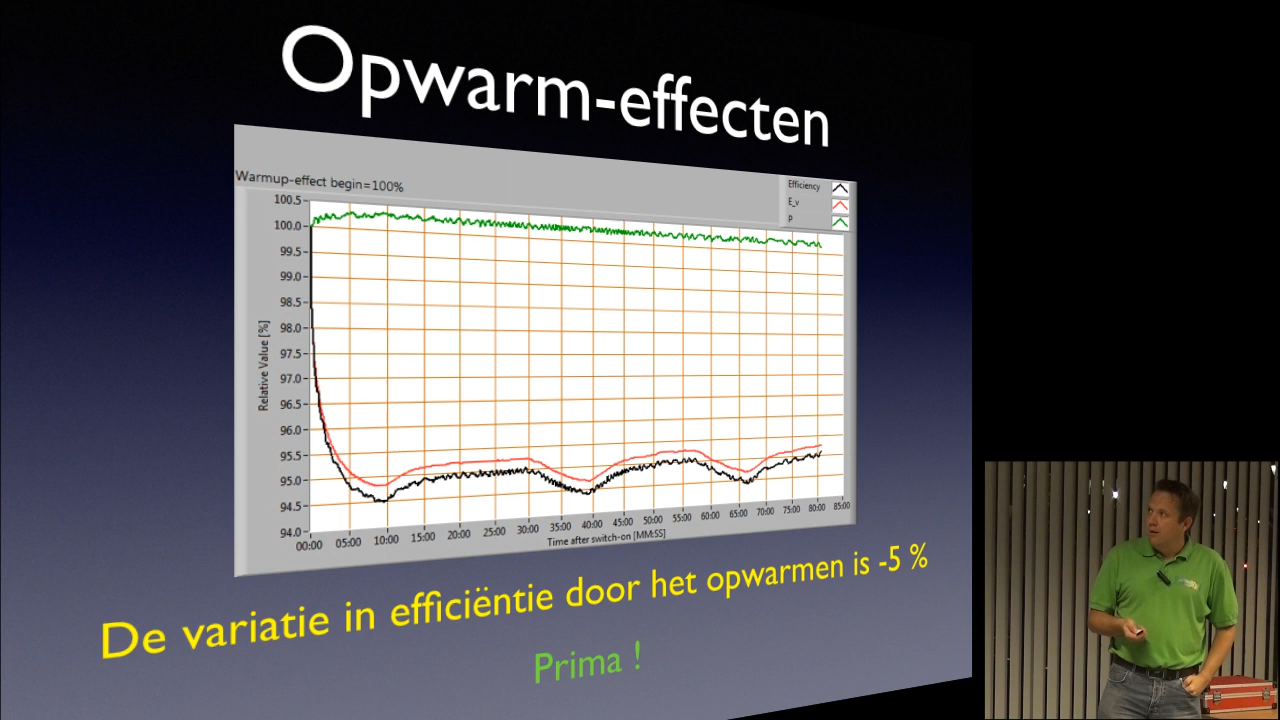 Opwarm-effecten
Warmup-effect begin=100%
Efficiency
E_v
P
100.5
100.0
99.5
99.0
98.5
98.0
97.5
97.0
96.5
96.0
95.5
95.0
94.5
94.0
Relative Value [%]
00:00 05:00 10:00 15:00 20:00 25:00 30:00 35:00 40:00 45:00 50:00 55:00 60:00 65:00 70:00 75:00 80:00 85:00
Time after switch-on [MM:SS]
De variatie in efficiëntie door het opwarmen is -5 %
Prima !